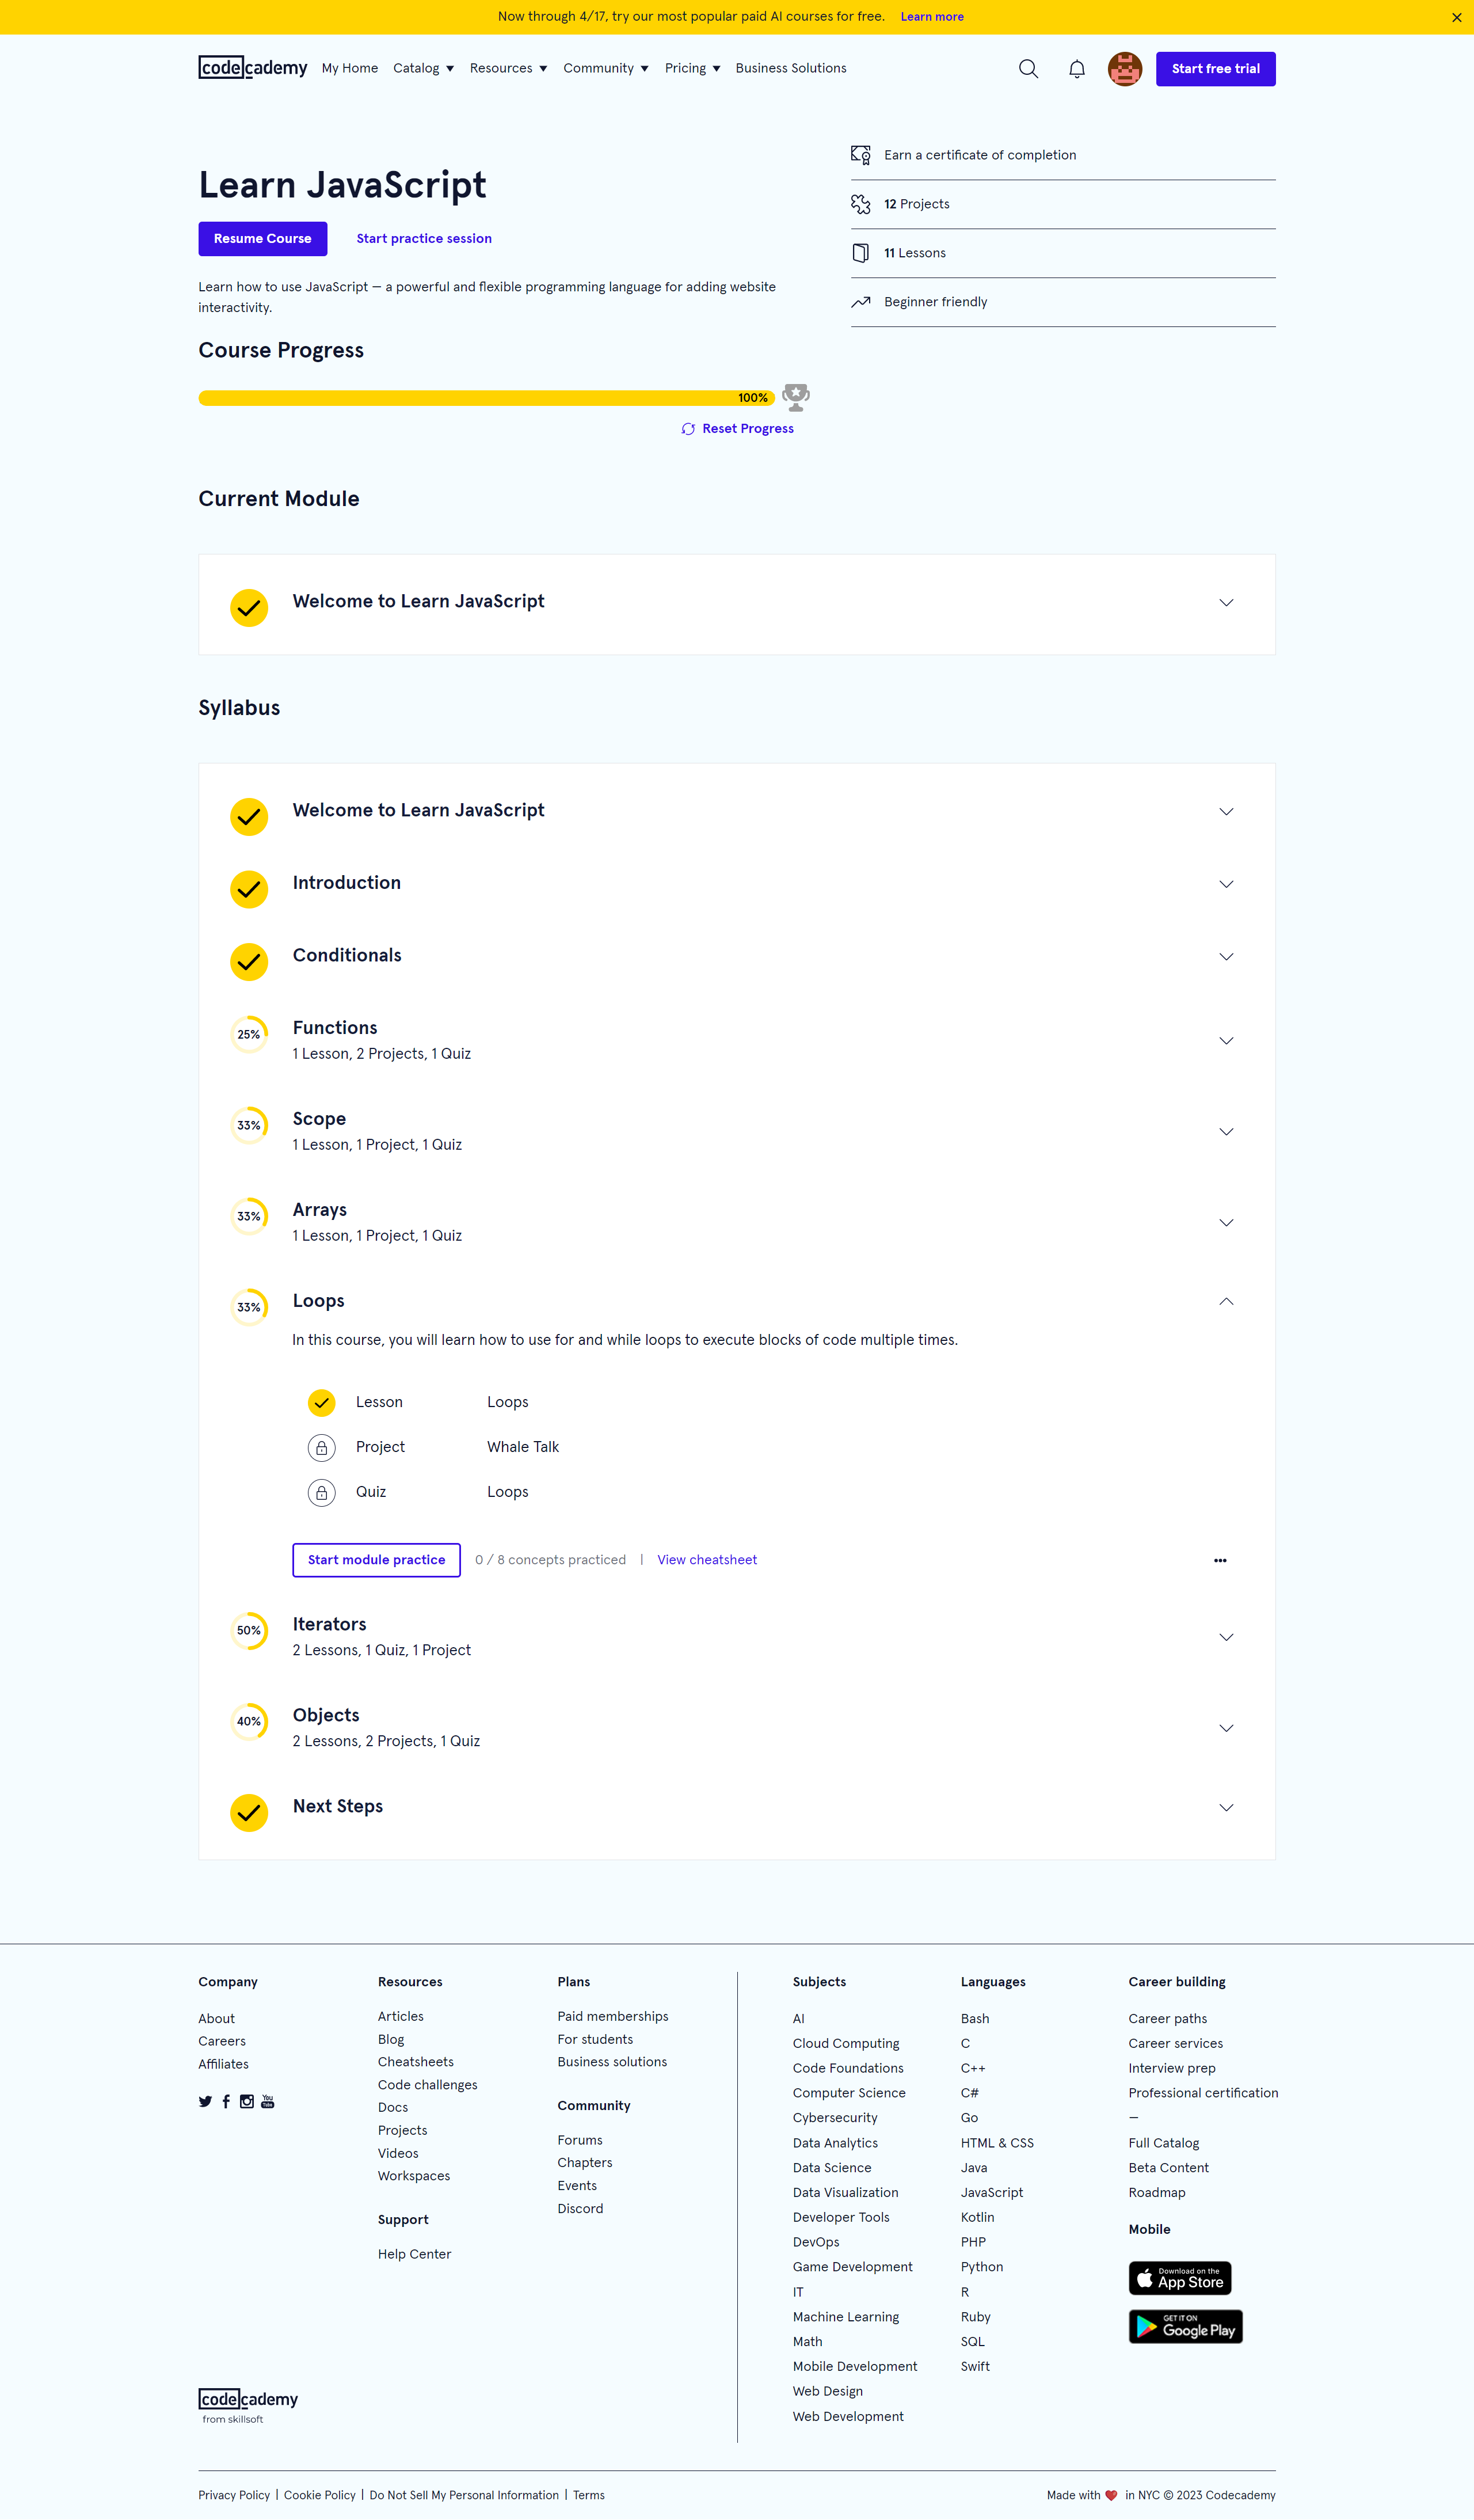 Now through 4/17, try our most popular paid AI courses for free. Learn more
codecademy My Home Catalog Resources Community Pricing Business Solutions Start free trial
Learn JavaScript
Resume Course Start practice session
Learn how to use JavaScript — a powerful and flexible programming language for adding website
interactivity.
Earn a certificate of completion
12 Projects
11 Lessons
Beginner friendly
Course Progress
100%
Reset Progress
Current Module
Welcome to Learn JavaScript
Syllabus
Welcome to Learn JavaScript
Introduction
Conditionals
25% Functions
1 Lesson, 2 Projects, 1 Quiz
33% Scope
1 Lesson, 1 Project, 1 Quiz
33% Arrays
1 Lesson, 1 Project, 1 Quiz
33% Loops
In this course, you will learn how to use for and while loops to execute blocks of code multiple times.
Lesson Loops
Project Whale Talk
Quiz Loops
Start module practice 0 / 8 concepts practiced | View cheatsheet
50% Iterators
2 Lessons, 1 Quiz, 1 Project
40% Objects
2 Lessons, 2 Projects, 1 Quiz
Next Steps
Company
About
Careers
Affiliates
You Tube
Resources
Articles
Blog
Cheatsheets
Code challenges
Docs
Projects
Videos
Workspaces
Support
Help Center
Plans
Paid memberships
For students
Business solutions
Community
Forums
Chapters
Events
Discord
Subjects
AI
Cloud Computing
Code Foundations
Computer Science
Cybersecurity
Data Analytics
Data Science
Data Visualization
Developer Tools
DevOps
Game Development
IT
Machine Learning
Math
Mobile Development
Web Design
Web Development
Languages
Bash
C
C++
C#
Go
HTML & CSS
Java
JavaScript
Kotlin
PHP
Python
R
Ruby
SQL
Swift
Career building
Career paths
Career services
Interview prep
Professional certification
—
Full Catalog
Beta Content
Roadmap
Mobile
Download on the
App Store
GET IT ON
Google Play
codecademy
from skillsoft
Privacy Policy | Cookie Policy | Do Not Sell My Personal Information | Terms
Made with ❤️ in NYC © 2023 Codecademy